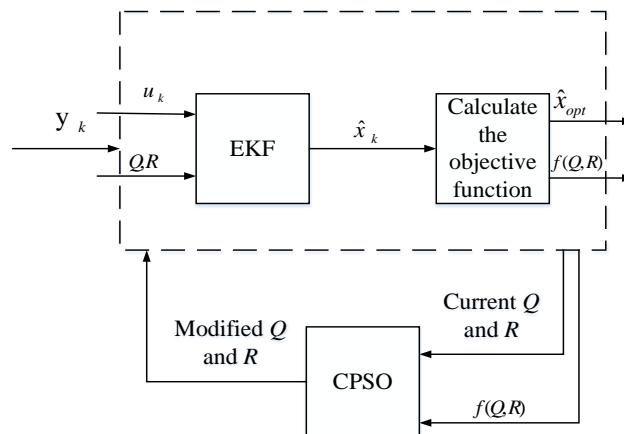 y k
u k
Q,R
EKF
x̂ k
Calculate
the
objective
function
x̂ opt
f(Q,R)
Modified Q
and R
CPSO
Current Q
and R
f(Q,R)